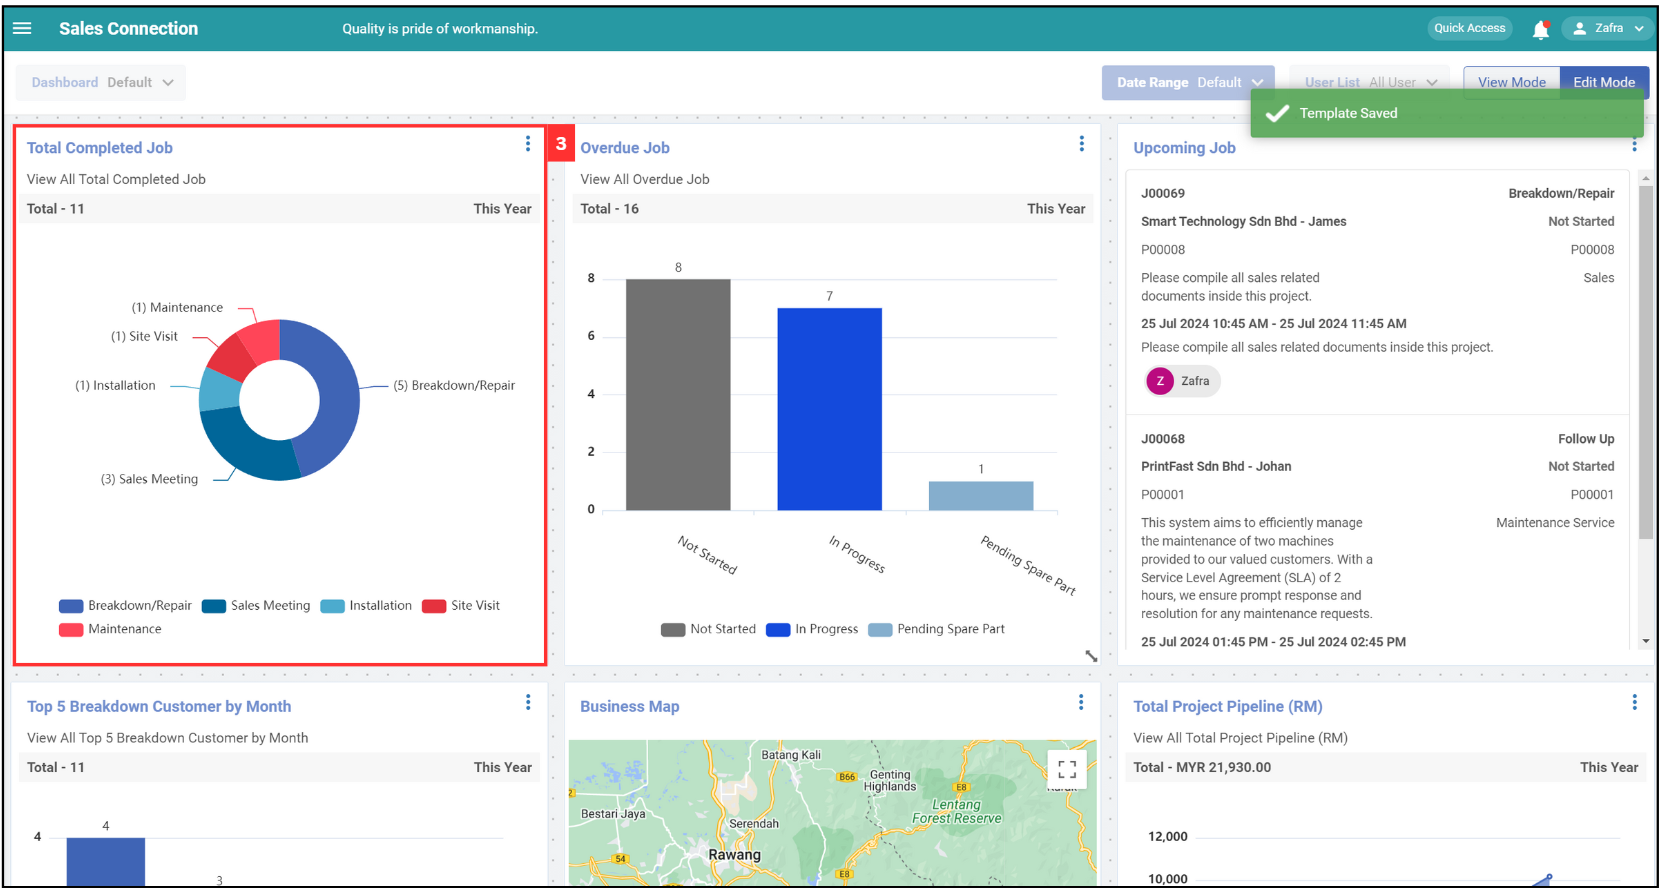 Sales Connection
Quality is pride of workmanship.
Quick Access
Zafra
Dashboard Default
Date Range Default
User List All User
View Mode
Edit Mode
Template Saved
Total Completed Job
View All Total Completed Job
Total - 11 This Year
(1) Maintenance
(1) Site Visit
(1) Installation
(5) Breakdown/Repair
(3) Sales Meeting
Breakdown/Repair Sales Meeting Installation Site Visit
Maintenance
3
Overdue Job
View All Overdue Job
Total - 16 This Year
8
8
7
6
4
2
1
0
Not Started
In Progress
Pending Spare Part
Not Started In Progress Pending Spare Part
Upcoming Job
J00069 Breakdown/Repair
Smart Technology Sdn Bhd - James Not Started
P00008 P00008
Please compile all sales related Sales
documents inside this project.
25 Jul 2024 10:45 AM - 25 Jul 2024 11:45 AM
Please compile all sales related documents inside this project.
Z Zafra
J00068 Follow Up
PrintFast Sdn Bhd - Johan Not Started
P00001 P00001
This system aims to efficiently manage Maintenance Service
the maintenance of two machines
provided to our valued customers. With a
Service Level Agreement (SLA) of 2
hours, we ensure prompt response and
resolution for any maintenance requests.
25 Jul 2024 01:45 PM - 25 Jul 2024 02:45 PM
Top 5 Breakdown Customer by Month
View All Top 5 Breakdown Customer by Month
Total - 11 This Year
4
4
3
Business Map
Batang Kali
B66
Genting
Highlands
E8
2
Bestari Jaya
Lentang
Forest Reserve
Serendah
54
Rawang
E8
Total Project Pipeline (RM)
View All Total Project Pipeline (RM)
Total - MYR 21,930.00 This Year
12,000
10,000